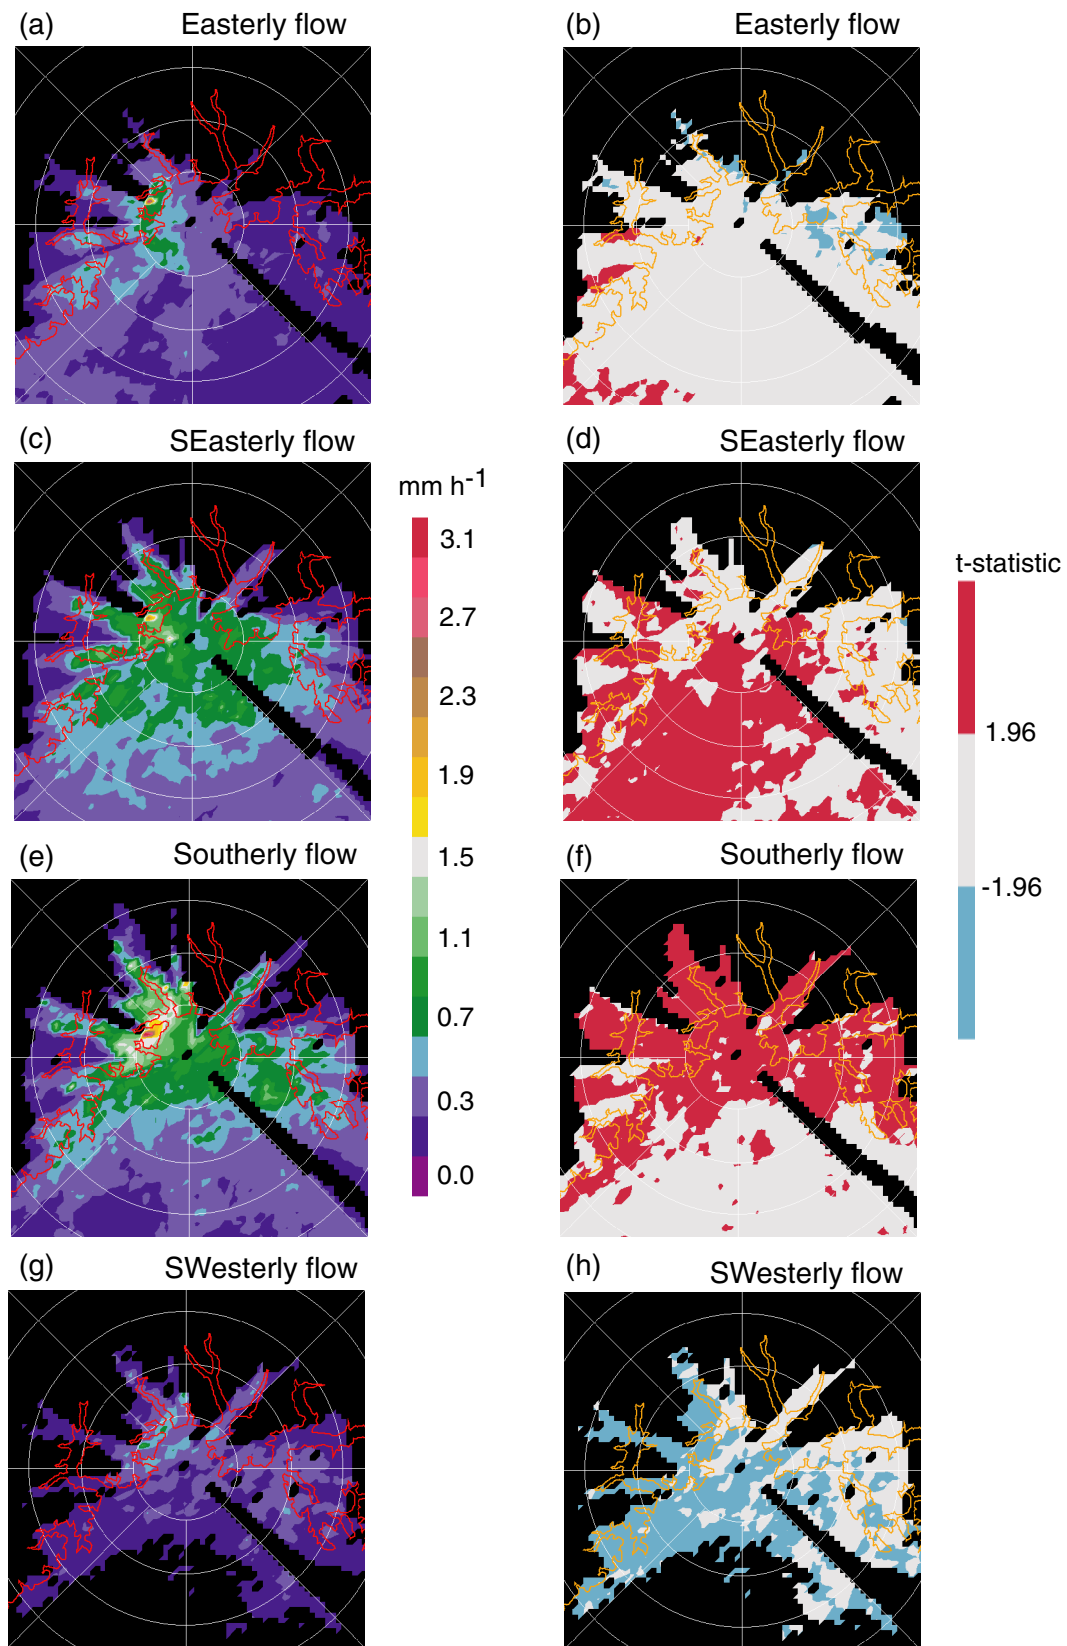 (a) Easterly flow
(b) Easterly flow
(c) SEasterly flow
(d) SEasterly flow
mm h-1
3.1
2.7
2.3
1.9
1.5
1.1
0.7
0.3
0.0
t-statistic
1.96
-1.96
(e) Southerly flow
(f) Southerly flow
(g) SWesterly flow
(h) SWesterly flow